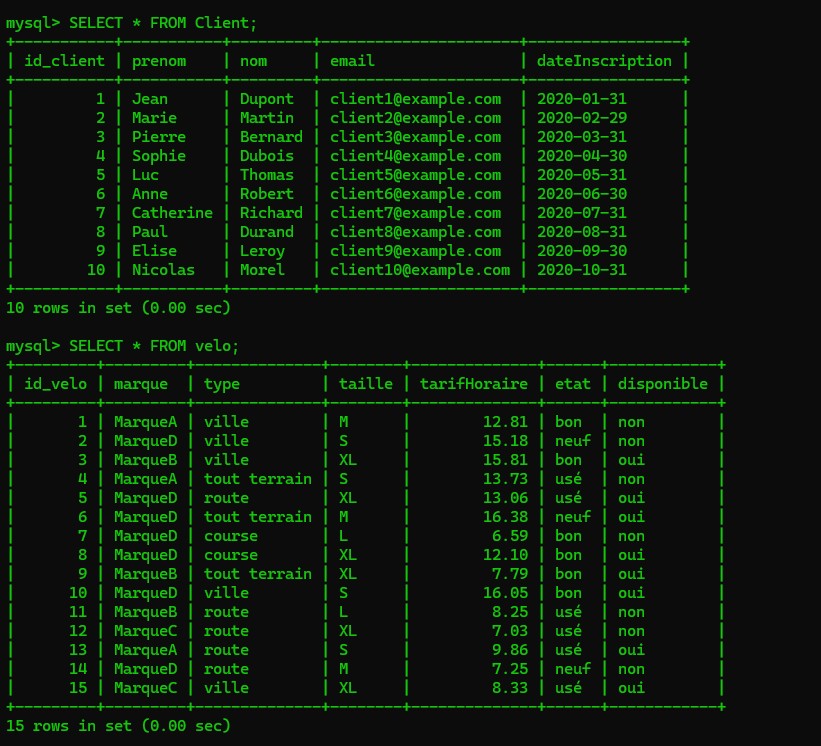 mysql> SELECT * FROM Client;
+-----------+-----------+---------+----------------------+-----------------+
| id_client | prenom    | nom     | email                | dateInscription |
+-----------+-----------+---------+----------------------+-----------------+
|         1 | Jean      | Dupont  | client1@example.com  | 2020-01-31      |
|         2 | Marie     | Martin  | client2@example.com  | 2020-02-29      |
|         3 | Pierre    | Bernard | client3@example.com  | 2020-03-31      |
|         4 | Sophie    | Dubois  | client4@example.com  | 2020-04-30      |
|         5 | Luc       | Thomas  | client5@example.com  | 2020-05-31      |
|         6 | Anne      | Robert  | client6@example.com  | 2020-06-30      |
|         7 | Catherine | Richard | client7@example.com  | 2020-07-31      |
|         8 | Paul      | Durand  | client8@example.com  | 2020-08-31      |
|         9 | Elise     | Leroy   | client9@example.com  | 2020-09-30      |
|        10 | Nicolas   | Morel   | client10@example.com | 2020-10-31      |
+-----------+-----------+---------+----------------------+-----------------+
10 rows in set (0.00 sec)
mysql> SELECT * FROM velo;
+---------+---------+--------------+--------+--------------+------+------------+
| id_velo | marque  | type         | taille | tarifHoraire | etat | disponible |
+---------+---------+--------------+--------+--------------+------+------------+
|       1 | MarqueA | ville        | M      |        12.81 | bon  | non        |
|       2 | MarqueD | ville        | S      |        15.18 | neuf | non        |
|       3 | MarqueB | ville        | XL     |        15.81 | bon  | oui        |
|       4 | MarqueA | tout terrain | S      |        13.73 | usé  | non        |
|       5 | MarqueD | route        | XL     |        13.06 | usé  | oui        |
|       6 | MarqueD | tout terrain | M      |        16.38 | neuf | oui        |
|       7 | MarqueD | course       | L      |         6.59 | bon  | non        |
|       8 | MarqueD | course       | XL     |        12.10 | bon  | oui        |
|       9 | MarqueB | tout terrain | XL     |         7.79 | bon  | oui        |
|      10 | MarqueD | ville        | S      |        16.05 | bon  | oui        |
|      11 | MarqueB | route        | L      |         8.25 | usé  | non        |
|      12 | MarqueC | route        | XL     |         7.03 | usé  | non        |
|      13 | MarqueA | route        | S      |         9.86 | usé  | oui        |
|      14 | MarqueD | route        | M      |         7.25 | neuf | non        |
|      15 | MarqueC | ville        | XL     |         8.33 | usé  | oui        |
+---------+---------+--------------+--------+--------------+------+------------+
15 rows in set (0.00 sec)